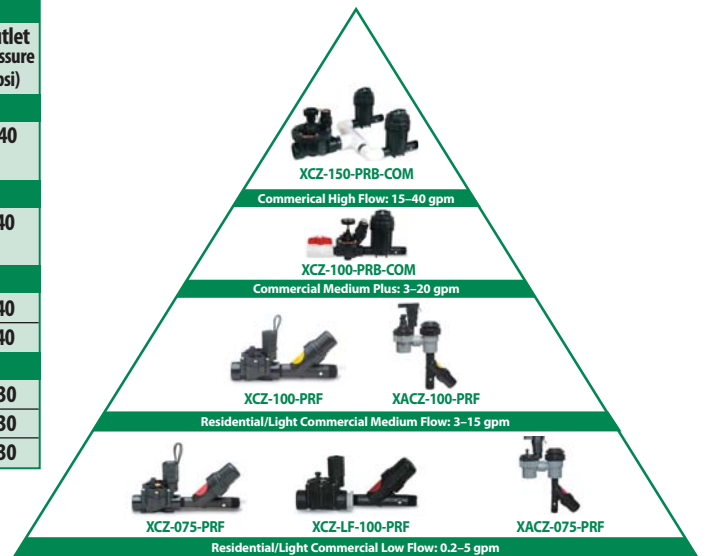 40
40
40
40
30
30
30
XCZ-150-PRB-COM
Commerical High Flow: 15–40 gpm
XCZ-100-PRB-COM
Commercial Medium Plus: 3–20 gpm
XCZ-100-PRF XACZ-100-PRF
Residential/Light Commercial Medium Flow: 3–15 gpm
XCZ-075-PRF XCZ-LF-100-PRF XACZ-075-PRF
Residential/Light Commercial Low Flow: 0.2–5 gpm